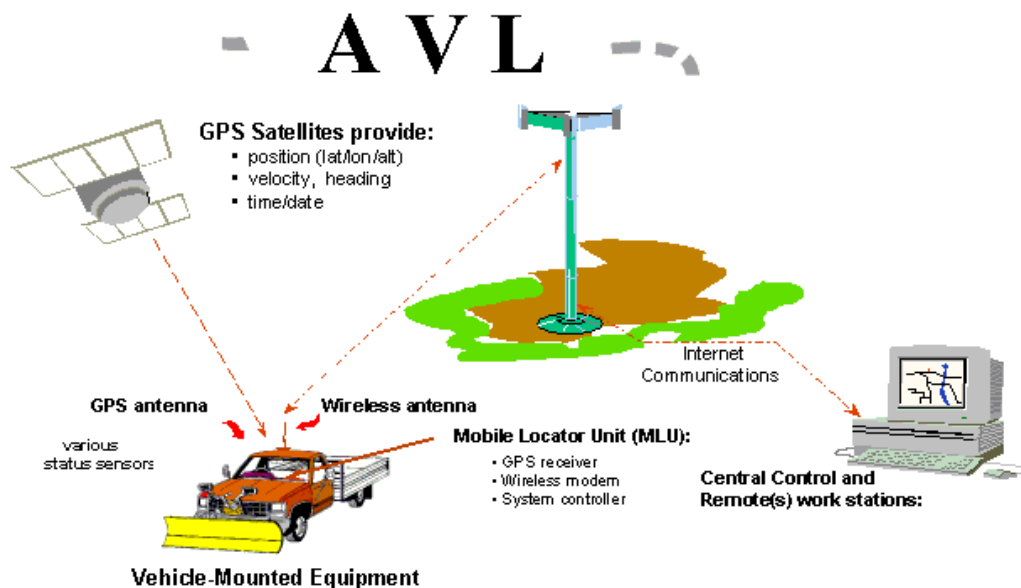 A V L
GPS Satellites provide:
▪ position (lat/lon/alt)
▪ velocity, heading
▪ time/date
Internet
Communications
GPS antenna
Wireless antenna
various
status sensors
Mobile Locator Unit (MLU):
• GPS receiver
• Wireless modem
• System controller
Central Control and
Remote(s) work stations:
Vehicle-Mounted Equipment